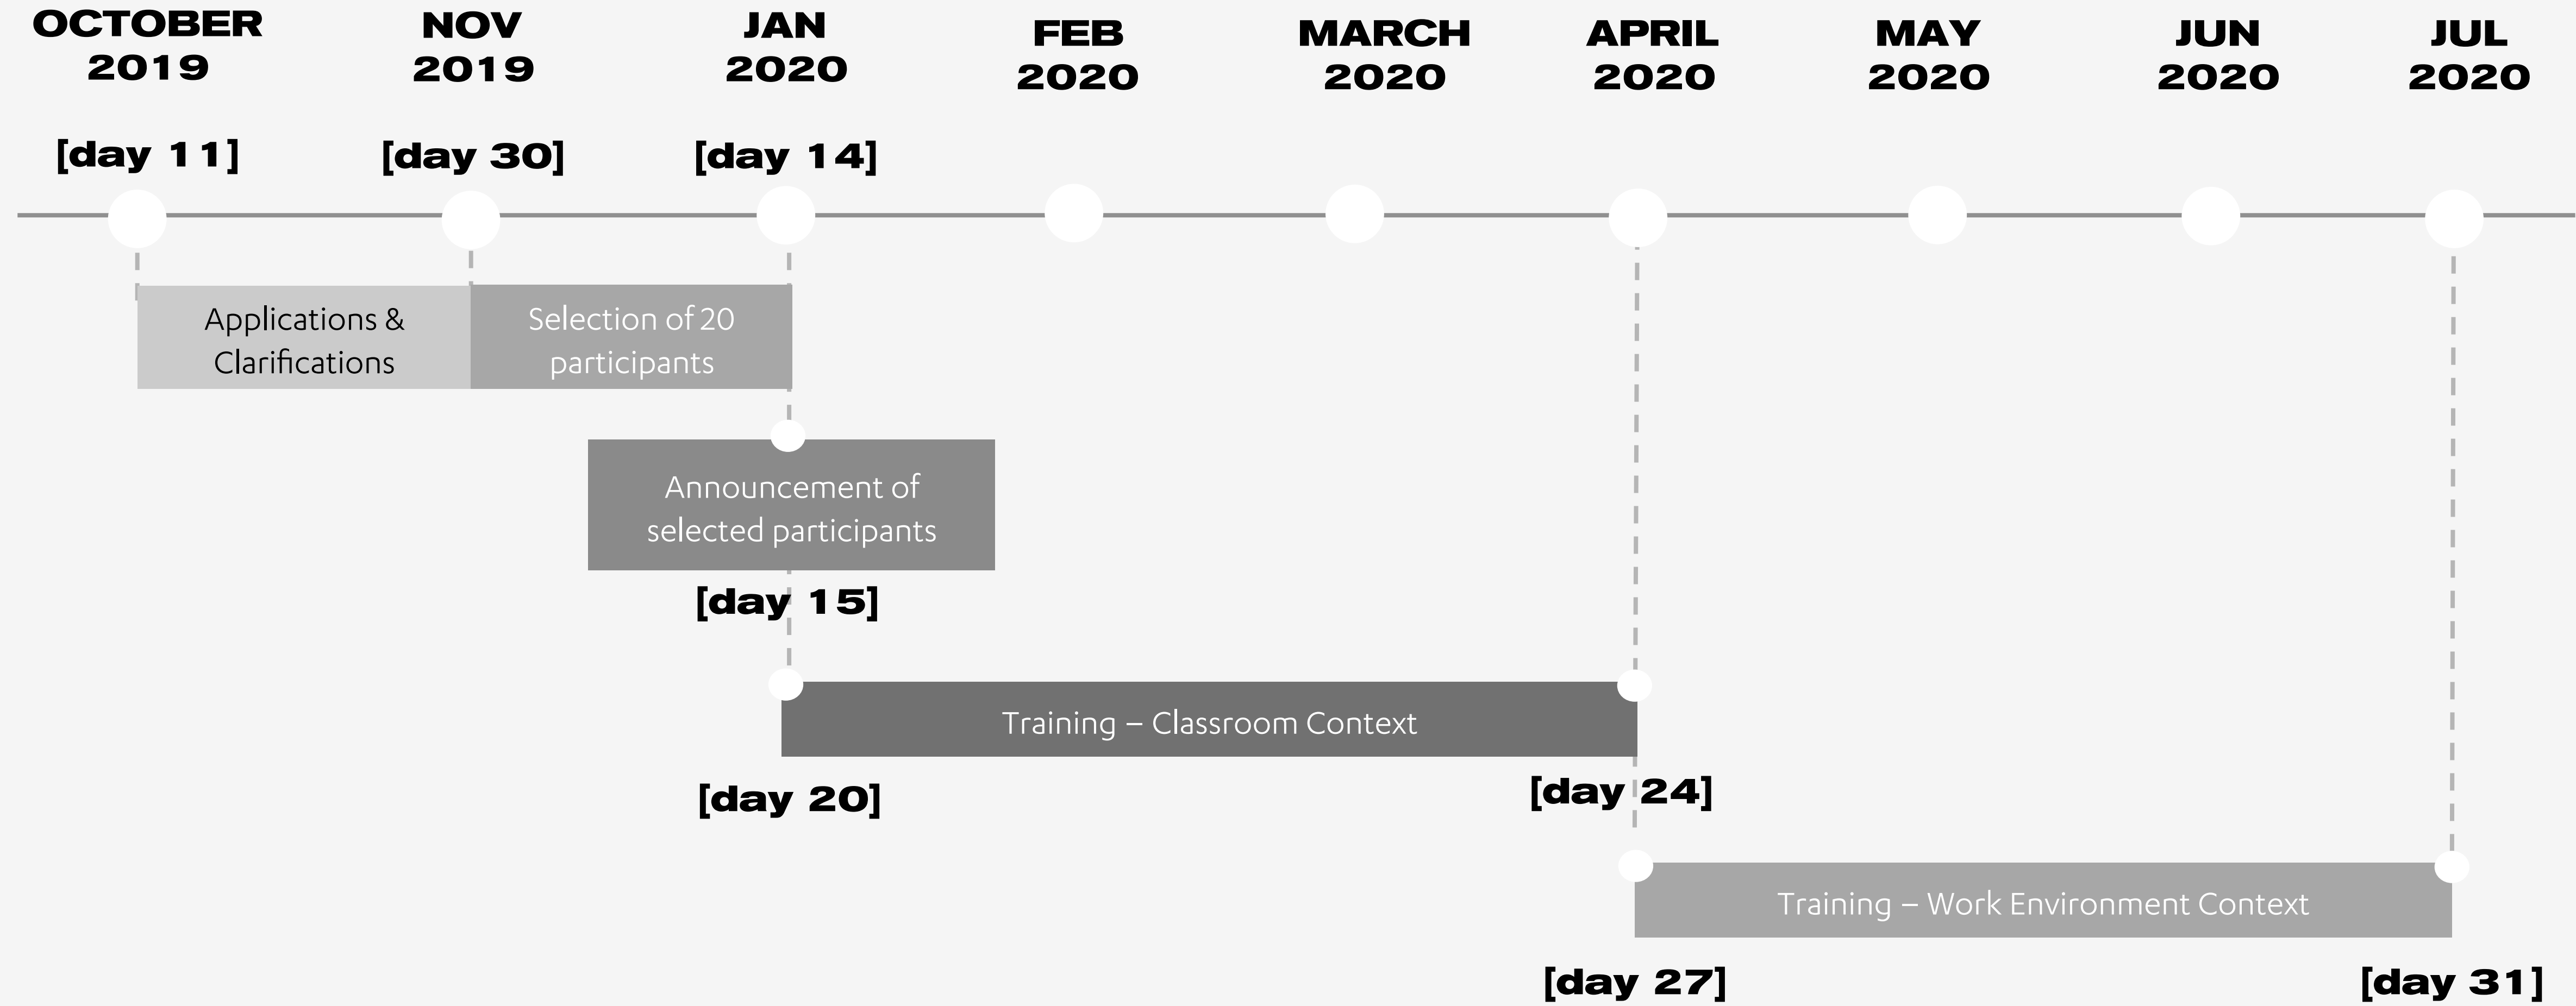 OCTOBER
2019
NOV
2019
JAN
2020
FEB
2020
MARCH
2020
APRIL
2020
MAY
2020
JUN
2020
JUL
2020
[day 11]
[day 30]
[day 14]
Applications &
Clarifications
Selection of 20
participants
Announcement of
selected participants
[day 15]
Training – Classroom Context
[day 20]
[day 24]
Training – Work Environment Context
[day 27]
[day 31]